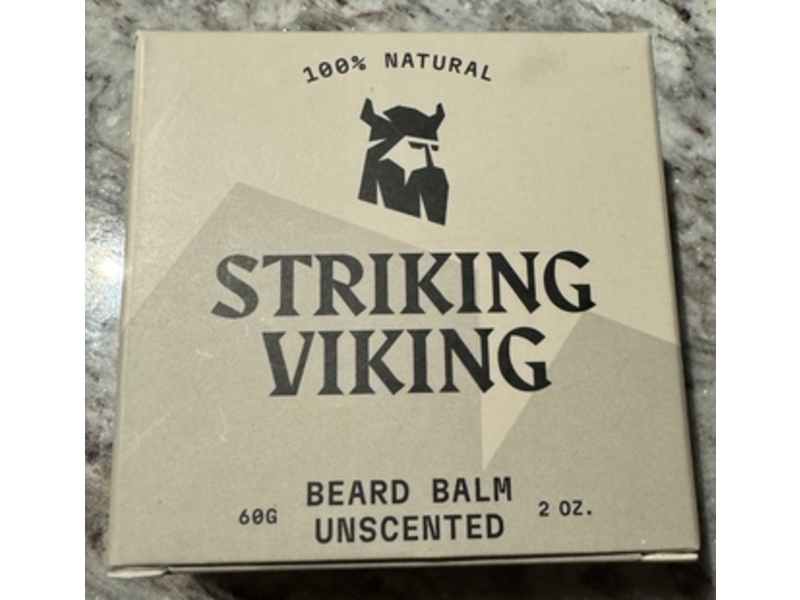 100% NATURAL
STRIKING
VIKING
BEARD BALM
60G UNSCENTED 2 OZ.